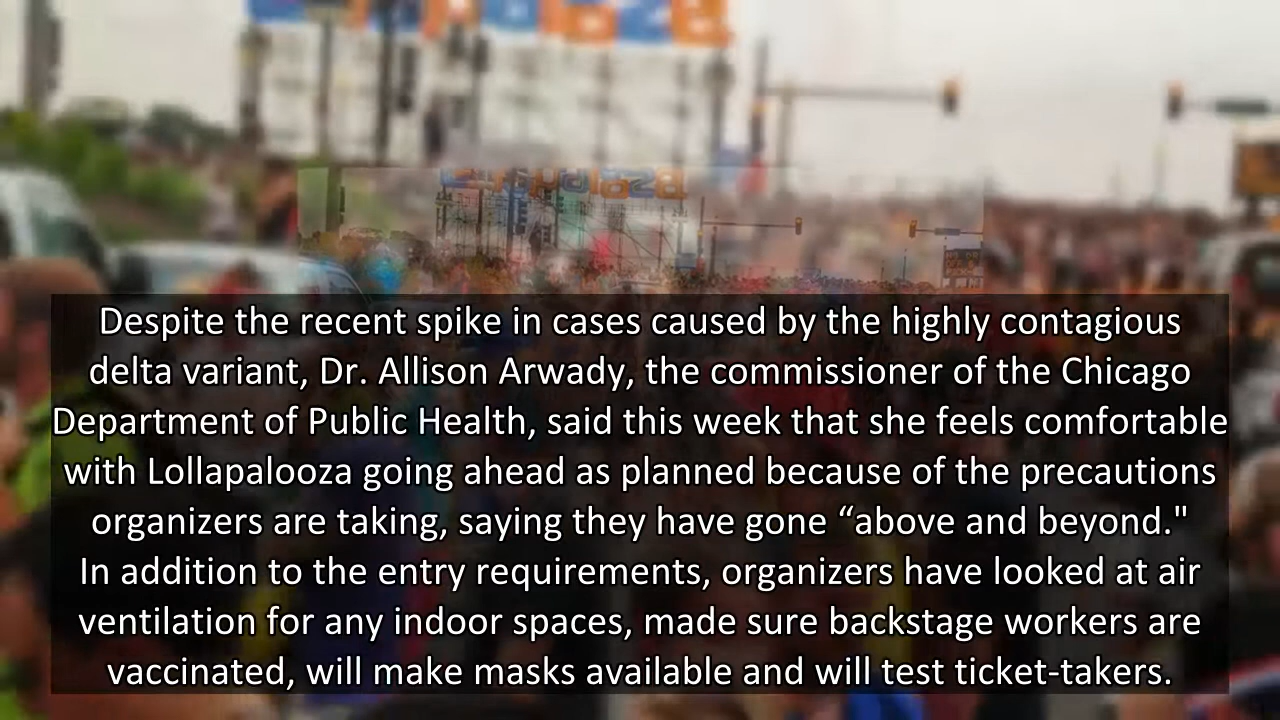 Despite the recent spike in cases caused by the highly contagious
delta variant, Dr. Allison Arwady, the commissioner of the Chicago
Department of Public Health, said this week that she feels comfortable
with Lollapalooza going ahead as planned because of the precautions
organizers are taking, saying they have gone “above and beyond."
In addition to the entry requirements, organizers have looked at air
ventilation for any indoor spaces, made sure backstage workers are
vaccinated, will make masks available and will test ticket-takers.